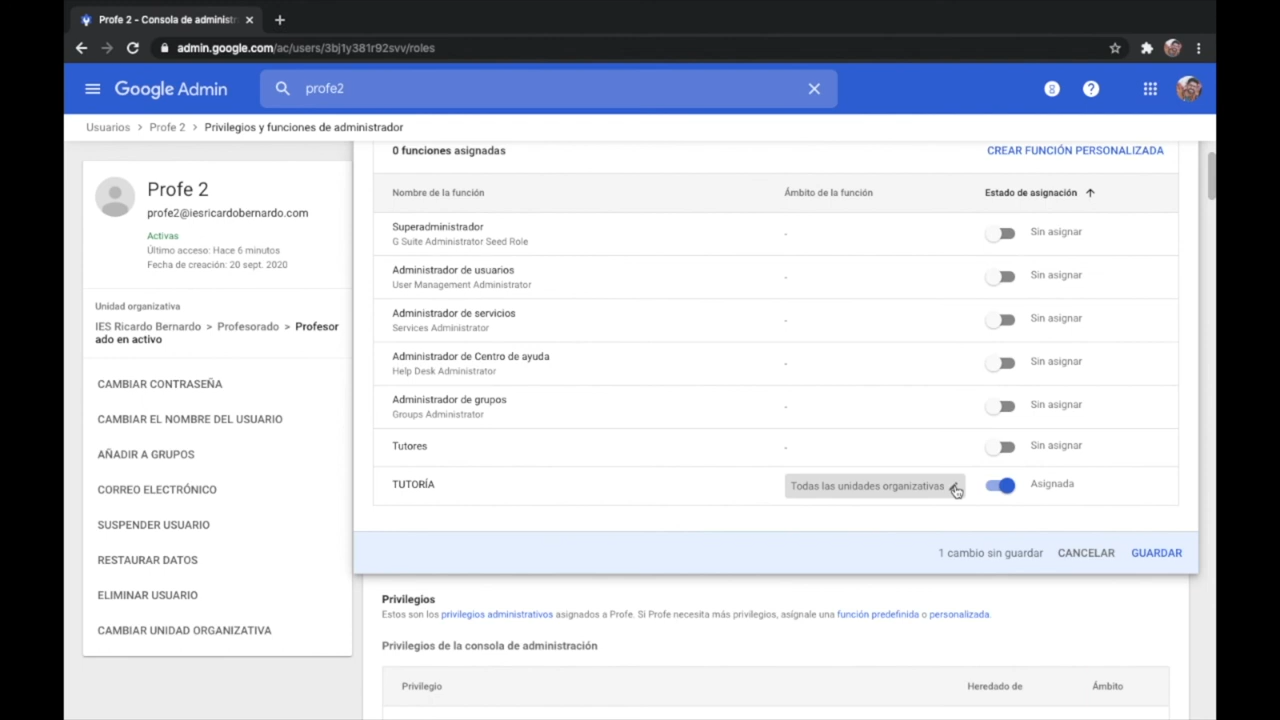 Profe 2 - Consola de administr
admin.google.com/ac/users/3bj1y381r92svv/roles
Google Admin
profe2
Usuarios > Profe 2 > Privilegios y funciones de administrador
Profe 2
profe2@iesricardobernardo.com
Activas
Último acceso: Hace 6 minutos
Fecha de creación: 20 sept. 2020
Unidad organizativa
IES Ricardo Bernardo > Profesorado > Profesor
ado en activo
CAMBIAR CONTRASEÑA
CAMBIAR EL NOMBRE DEL USUARIO
AÑADIR A GRUPOS
CORREO ELECTRÓNICO
SUSPENDER USUARIO
RESTAURAR DATOS
ELIMINAR USUARIO
CAMBIAR UNIDAD ORGANIZATIVA
0 funciones asignadas
CREAR FUNCIÓN PERSONALIZADA
Nombre de la función
Ámbito de la función
Estado de asignación
Superadministrador
G Suite Administrator Seed Role
-
Sin asignar
Administrador de usuarios
User Management Administrator
-
Sin asignar
Administrador de servicios
Services Administrator
-
Sin asignar
Administrador de Centro de ayuda
Help Desk Administrator
-
Sin asignar
Administrador de grupos
Groups Administrator
-
Sin asignar
Tutores
-
Sin asignar
TUTORÍA
Todas las unidades organizativas
Asignada
1 cambio sin guardar
CANCELAR
GUARDAR
Privilegios
Estos son los privilegios administrativos asignados a Profe. Si Profe necesita más privilegios, asígnale una función predefinida o personalizada.
Privilegios de la consola de administración
Privilegio
Heredado de
Ámbito